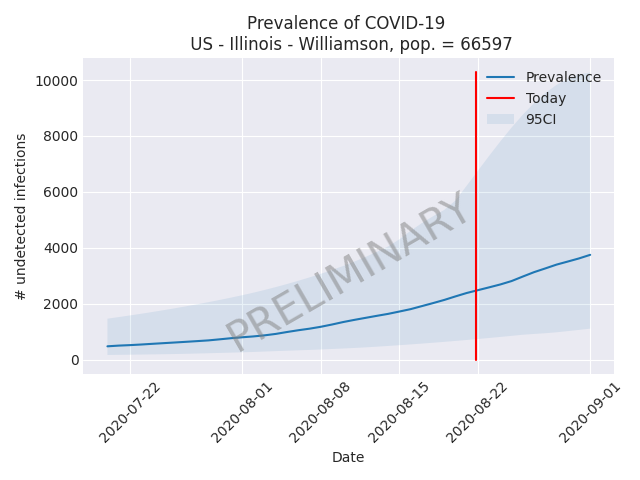 Prevalence of COVID-19
US - Illinois - Williamson, pop. = 66597
Prevalence
Today
95CI
10000
8000
6000
4000
2000
0
# undetected infections
PRELIMINARY
2020-07-22
2020-08-01
2020-08-08
2020-08-15
2020-08-22
2020-09-01
Date